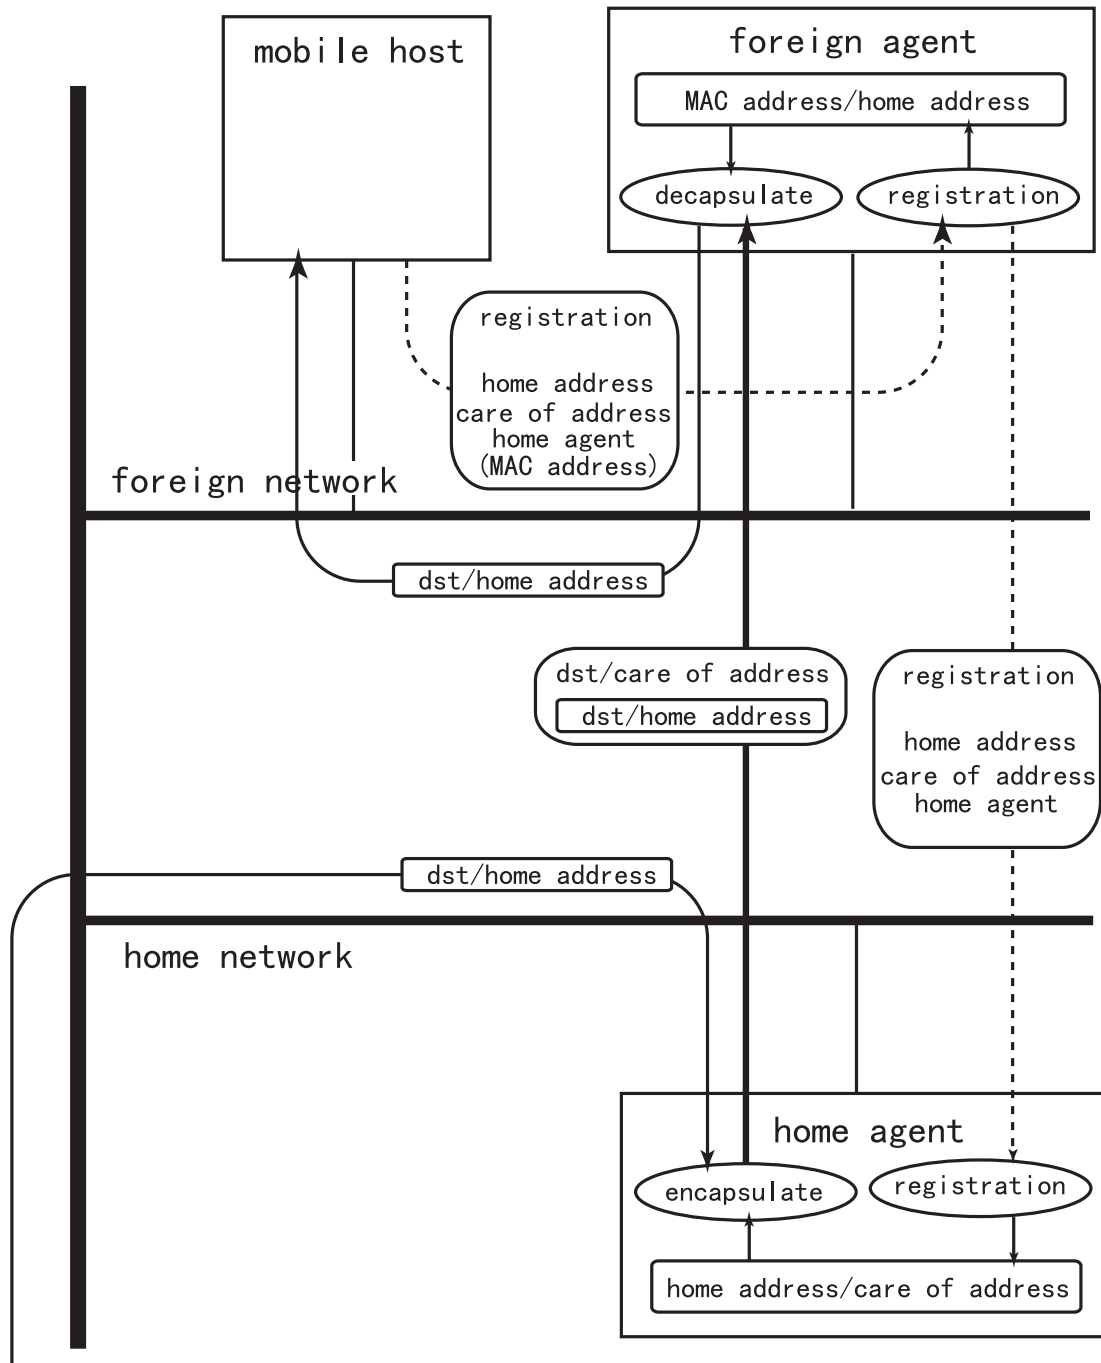 mobile host
foreign agent
MAC address/home address
decapsulate
registration
registration
home address
care of address
home agent
(MAC address)
foreign network
dst/home address
dst/care of address
dst/home address
registration
home address
care of address
home agent
dst/home address
home network
home agent
encapsulate
registration
home address/care of address